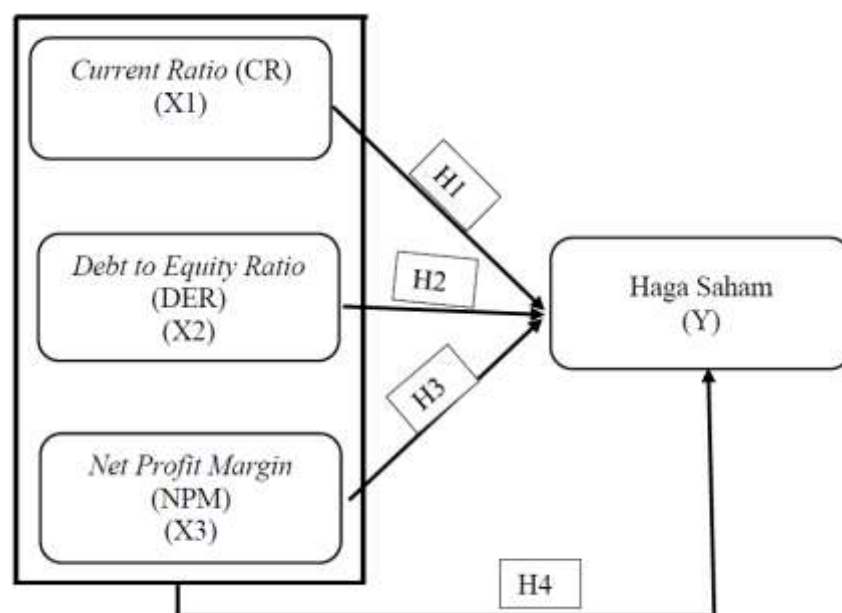 Current Ratio (CR)
(X1)
H1
Debt to Equity Ratio
(DER)
(X2)
H2
Haga Saham
(Y)
Net Profit Margin
(NPM)
(X3)
H3
H4